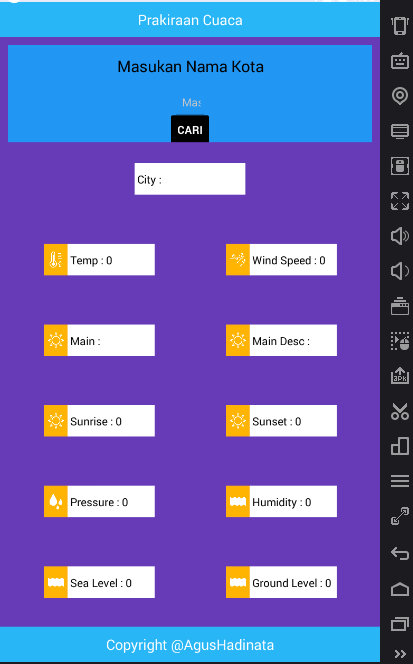 Prakiraan Cuaca
Masukan Nama Kota
Mas
CARI
City :
Temp : 0
Wind Speed : 0
Main :
Main Desc :
Sunrise : 0
Sunset : 0
Pressure : 0
Humidity : 0
Sea Level : 0
Ground Level : 0
Copyright @AgusHadinata